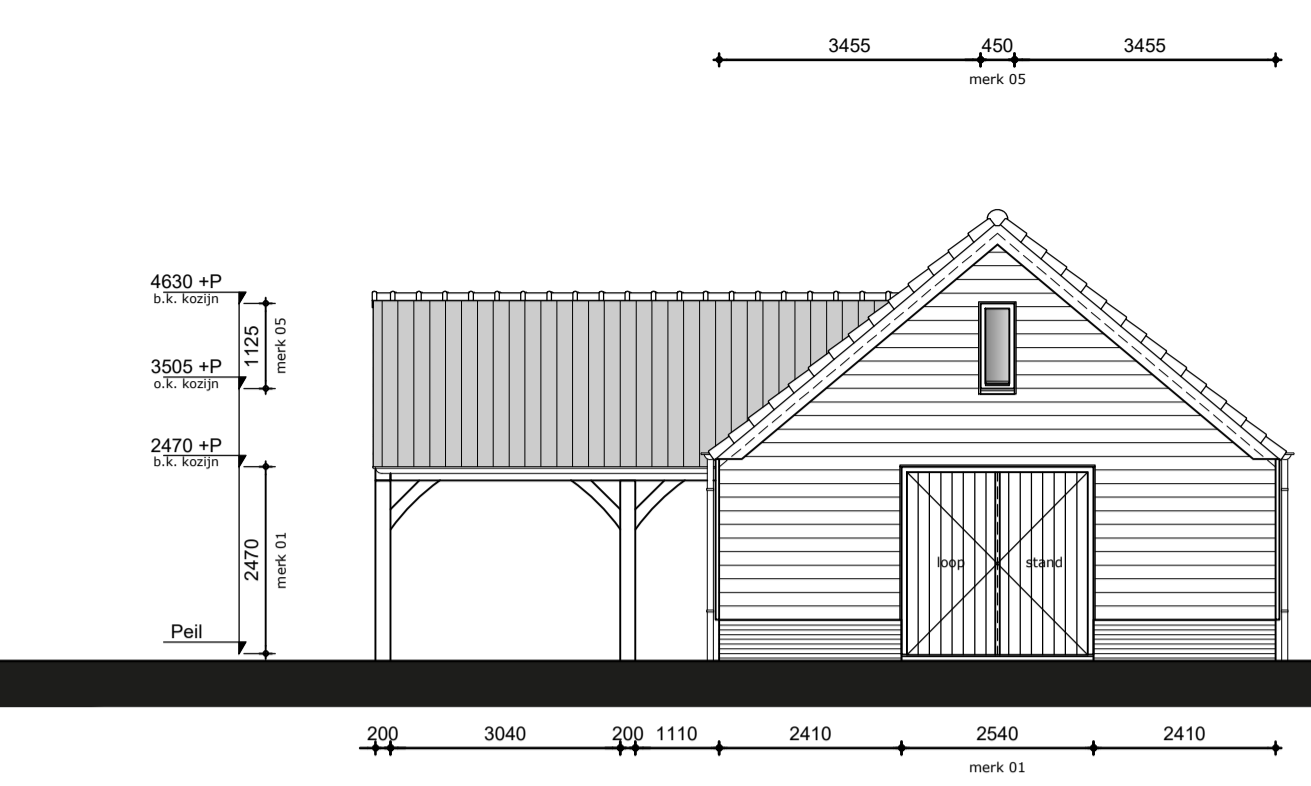 3455 450 3455
merk 05
4630 +P
b.k. kozijn
1125
merk 05
3505 +P
o.k. kozijn
2470 +P
b.k. kozijn
2470
merk 01
Peil
loop stand
200 3040 200 1110 2410 2540 2410
merk 01